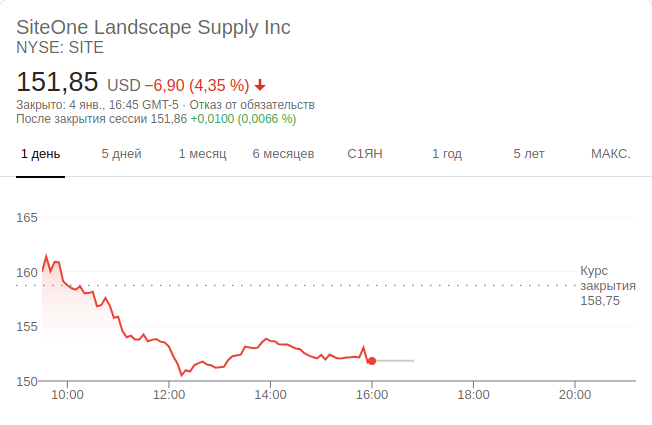 SiteOne Landscape Supply Inc
NYSE: SITE
151,85 USD −6,90 (4,35 %)
Закрыто: 4 янв., 16:45 GMT-5 · Отказ от обязательств
После закрытия сессии 151,86 +0,0100 (0,0066 %)
1 день 5 дней 1 месяц 6 месяцев С1ЯН 1 год 5 лет МАКС.
165
160
155
150
Курс
закрытия
158,75
10:00 12:00 14:00 16:00 18:00 20:00